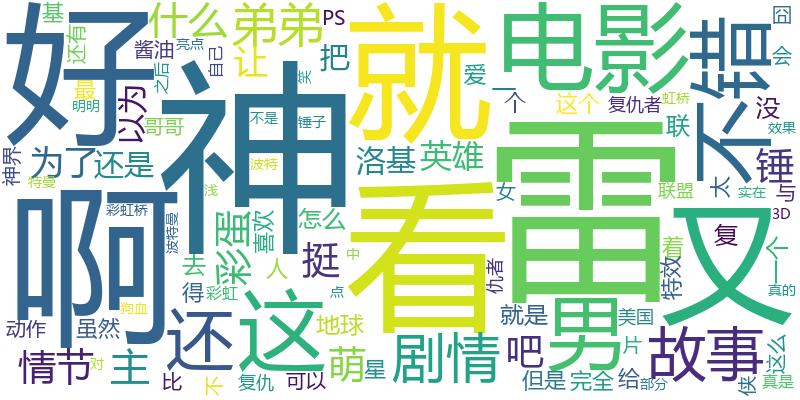 基
什么
弟弟
PS
把
就
电影
囧
会
还有
酱油
亮点
自己
让
好
之后
笑
爱
一
不错
最
以为
神
个
这个
复仇者
没
虹桥
明明
哥哥
不是
锤子
联
效果
神界
为了
还是
波特
洛基
英雄
雷
太
锤
特曼
浅
女
联盟
实在
与
啊
彩虹桥
波特曼
彩蛋
喜欢
怎么
看
又
复
3D
去
人
挺
中
仇者
着
特效
一个
得
彩虹
点
真的
狗血
动作
虽然
还
这
地球
就是
男
美国
故事
这么
情节
对
主
萌
星
剧情
吧
片
比
不
复仇
可以
但是
完全
给
部分
侠
真是